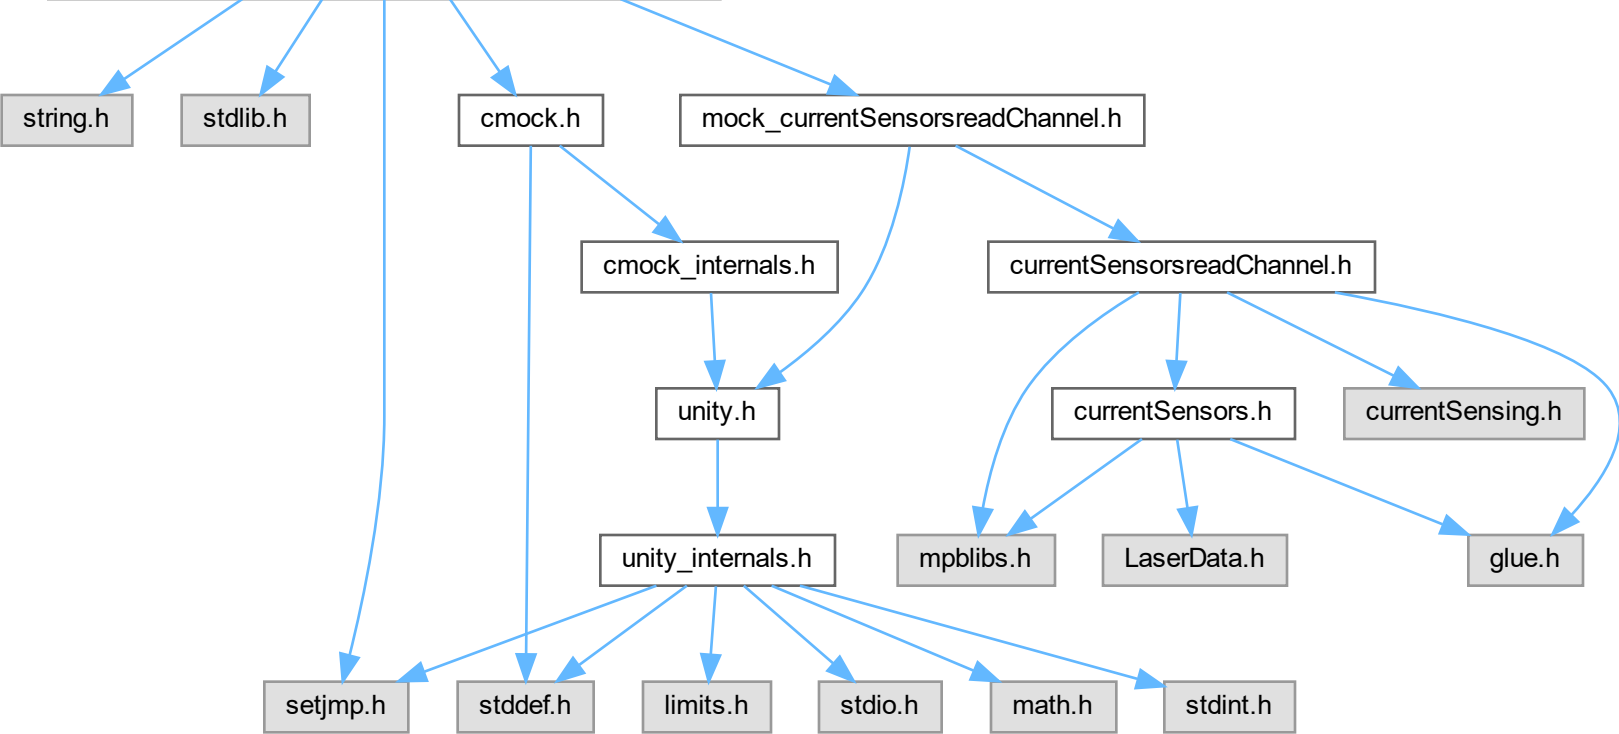 string.h
stdlib.h
cmock.h
mock_currentSensorsreadChannel.h
cmock_internals.h
currentSensorsreadChannel.h
unity.h
currentSensors.h
currentSensing.h
unity_internals.h
mpblibs.h
LaserData.h
glue.h
setjmp.h
stddef.h
limits.h
stdio.h
math.h
stdint.h